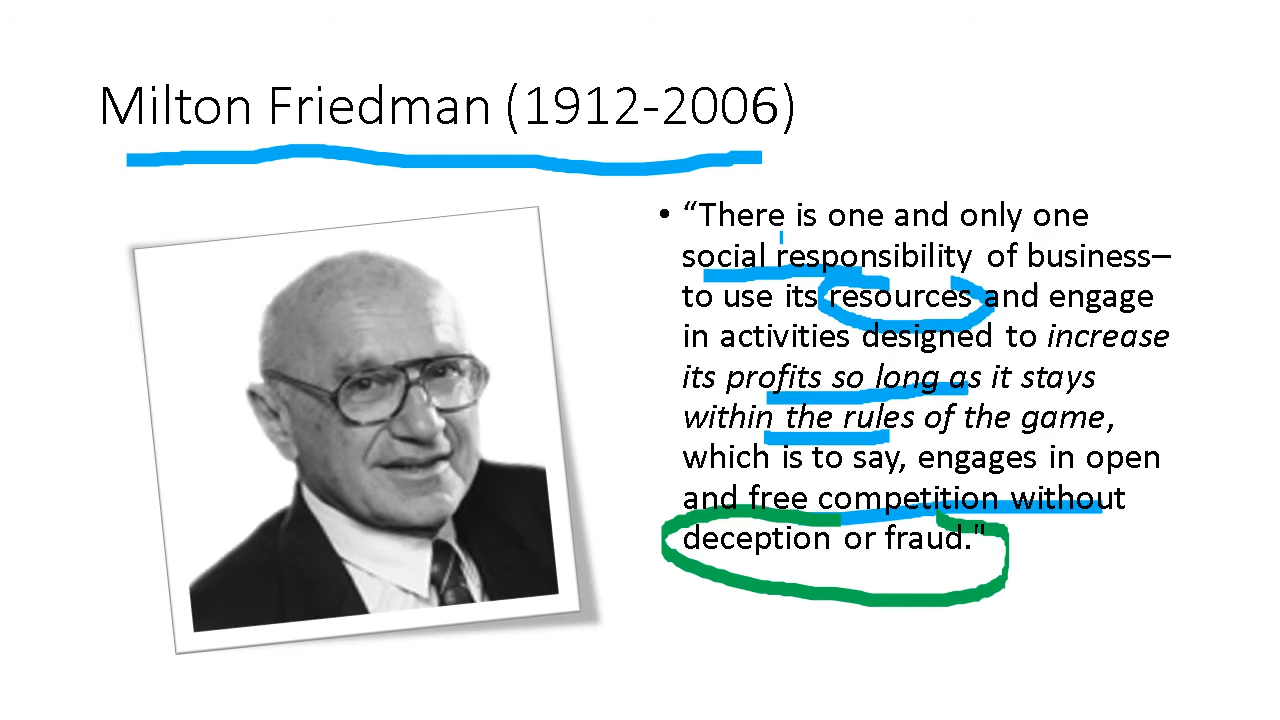 Milton Friedman (1912-2006)
• “There is one and only one
social responsibility of business–
to use its resources and engage
in activities designed to increase
its profits so long as it stays
within the rules of the game,
which is to say, engages in open
and free competition without
deception or fraud."